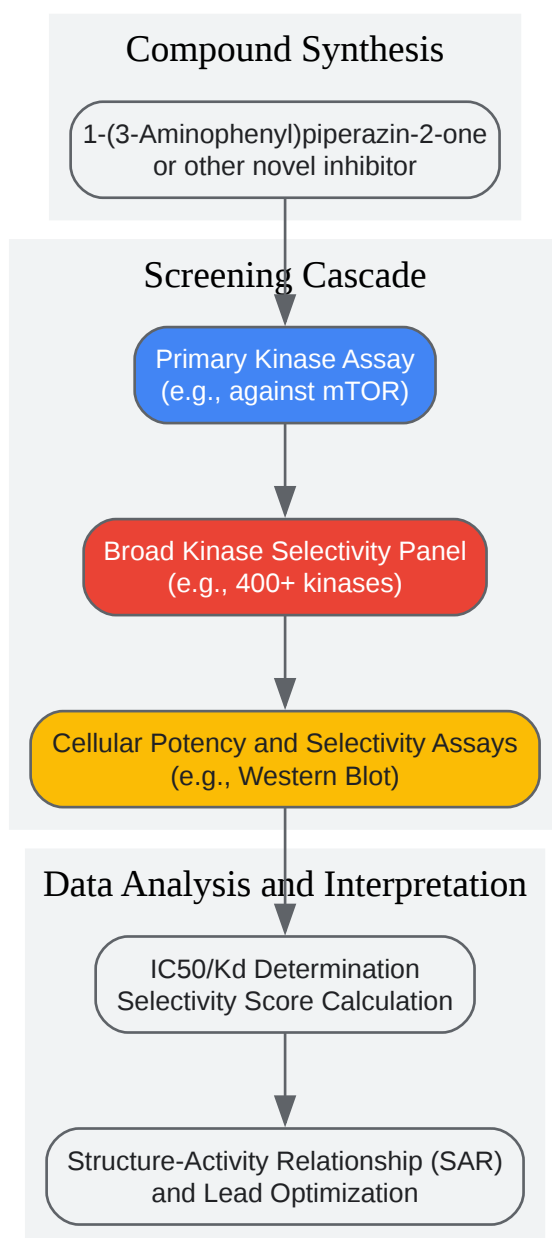 Compound Synthesis
1-(3-Aminophenyl)piperazin-2-one
or other novel inhibitor
Screening Cascade
Primary Kinase Assay
(e.g., against mTOR)
Broad Kinase Selectivity Panel
(e.g., 400+ kinases)
Cellular Potency and Selectivity Assays
(e.g., Western Blot)
Data Analysis and Interpretation
IC50/Kd Determination
Selectivity Score Calculation
Structure-Activity Relationship (SAR)
and Lead Optimization